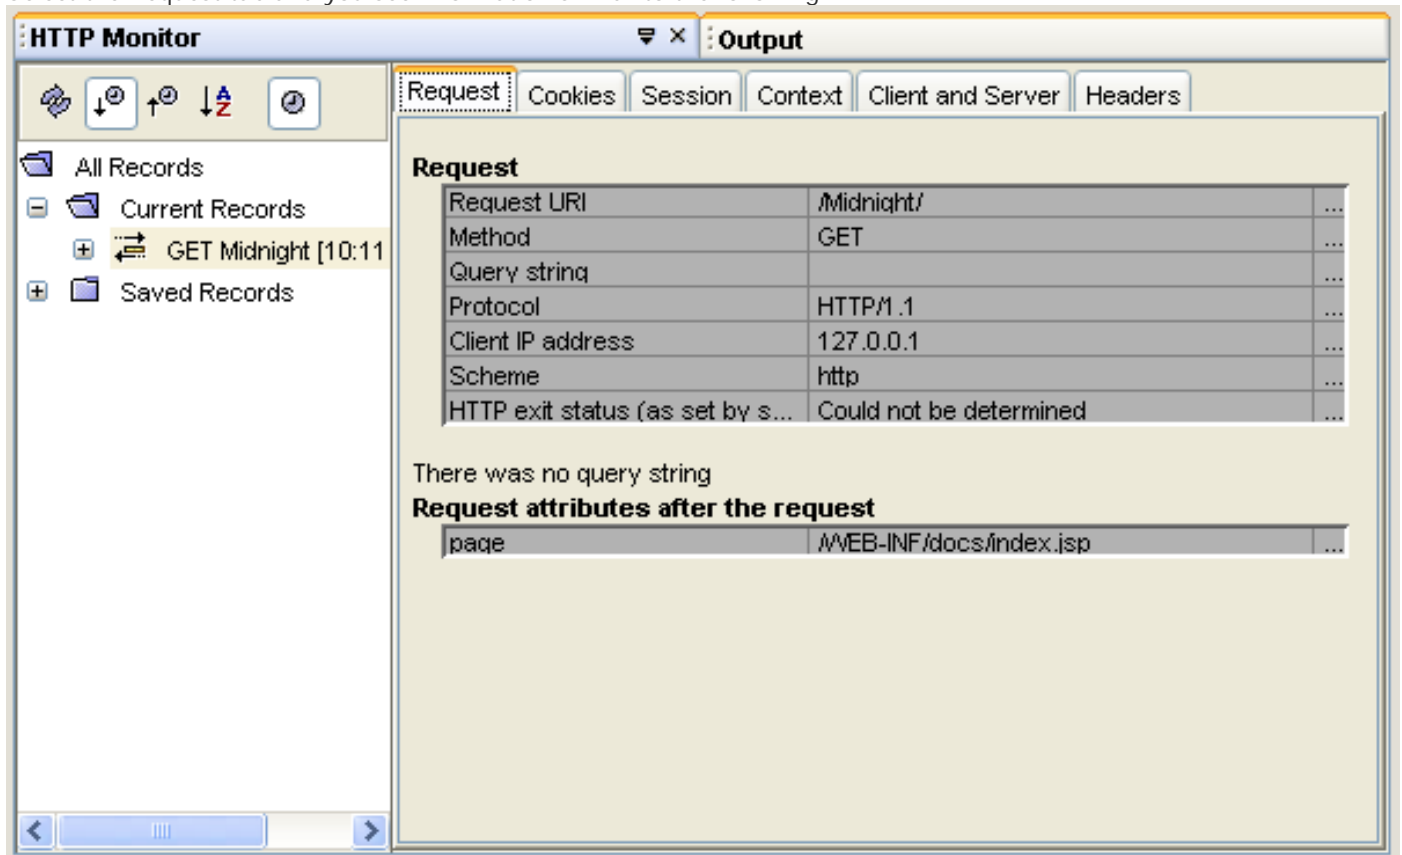 HTTP Monitor
Output
Request Cookies Session Context Client and Server Headers
All Records
Current Records
GET Midnight [10:11
Saved Records
Request
Request URI /Midnight/ ...
Method GET ...
Query string ...
Protocol HTTP/1.1 ...
Client IP address 127.0.0.1 ...
Scheme http ...
HTTP exit status (as set by s... Could not be determined ...
There was no query string
Request attributes after the request
page /WEB-INF/docs/index.jsp ...